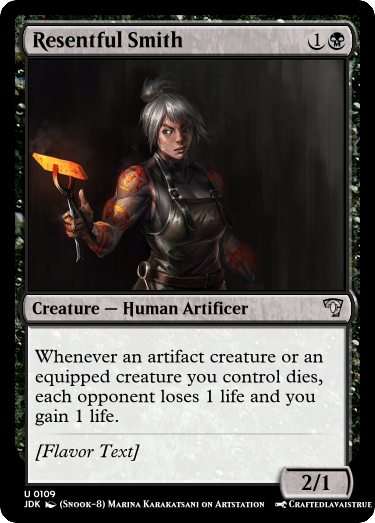 Resentful Smith 1
Creature — Human Artificer
Whenever an artifact creature or an
equipped creature you control dies,
each opponent loses 1 life and you
gain 1 life.
[Flavor Text]
2/1
U 0109
JDK (Snook-8) Marina Karakatsani on Artstation Craftedlavaistrue